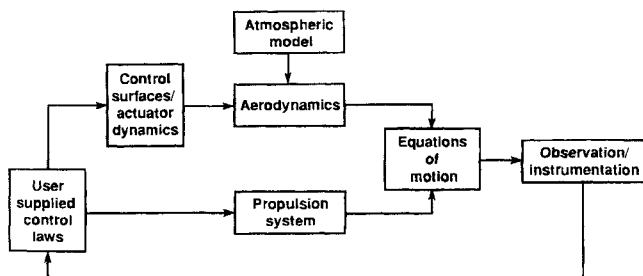 Atmospheric
model
Control
surfaces/
actuator
dynamics
Aerodynamics
Equations
of
motion
Observation/
instrumentation
User
supplied
control
laws
Propulsion
system